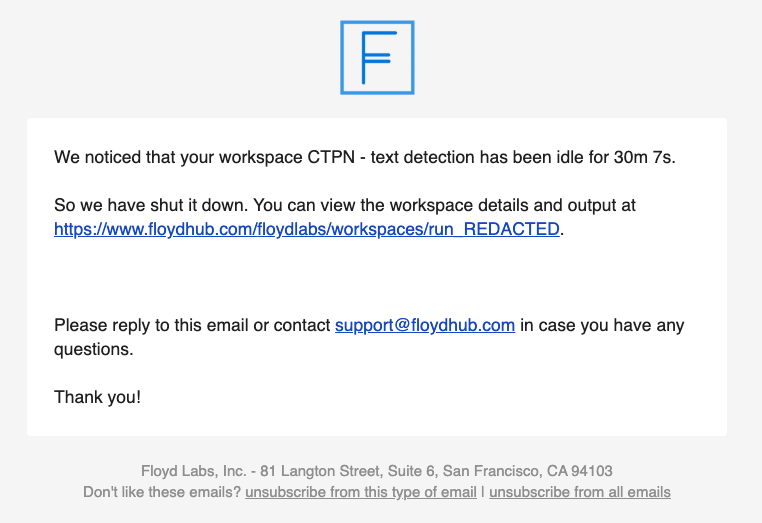 We noticed that your workspace CTPN - text detection has been idle for 30m 7s.
So we have shut it down. You can view the workspace details and output at
https://www.floydhub.com/floydlabs/workspaces/run_REDACTED.
Please reply to this email or contact support@floydhub.com in case you have any
questions.
Thank you!
Floyd Labs, Inc. - 81 Langton Street, Suite 6, San Francisco, CA 94103
Don't like these emails? unsubscribe from this type of email | unsubscribe from all emails